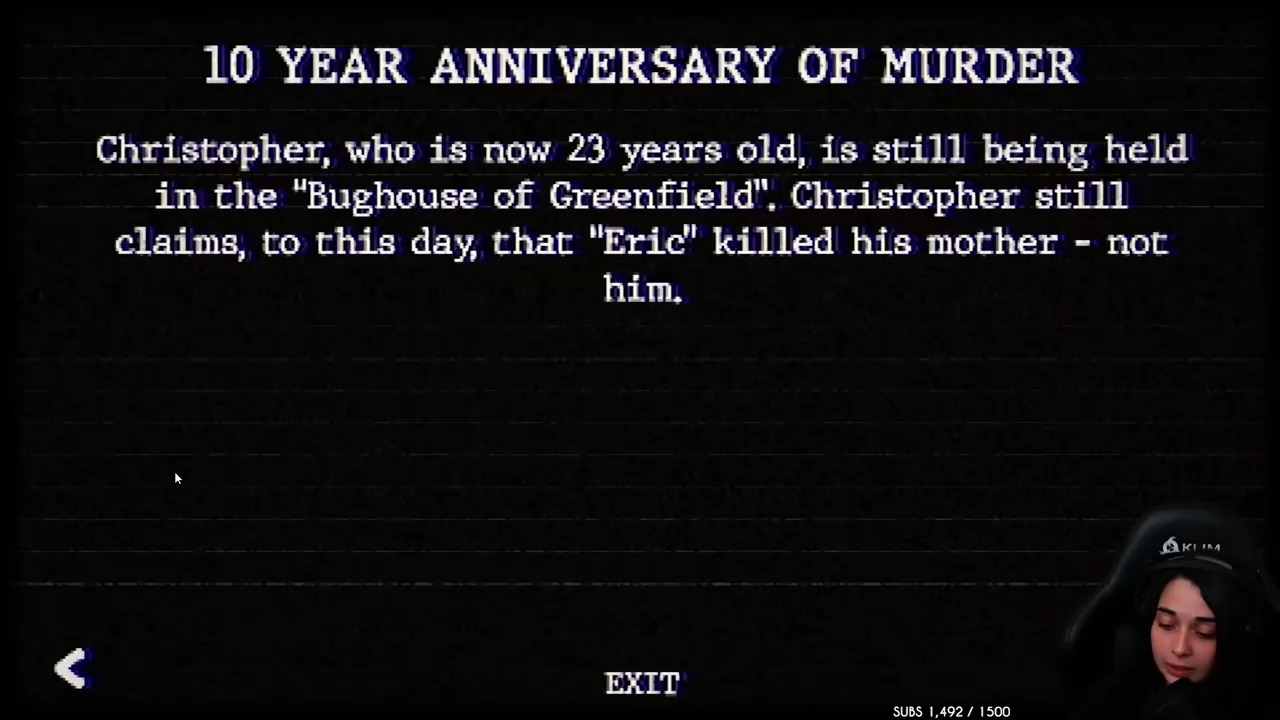 10 YEAR ANNIVERSARY OF MURDER
Christopher, who is now 23 years old, is still being held
in the "Bughouse of Greenfield". Christopher still
claims, to this day, that "Eric" killed his mother - not
him.
<
EXIT
KLIM
SUBS 1,492 / 1500